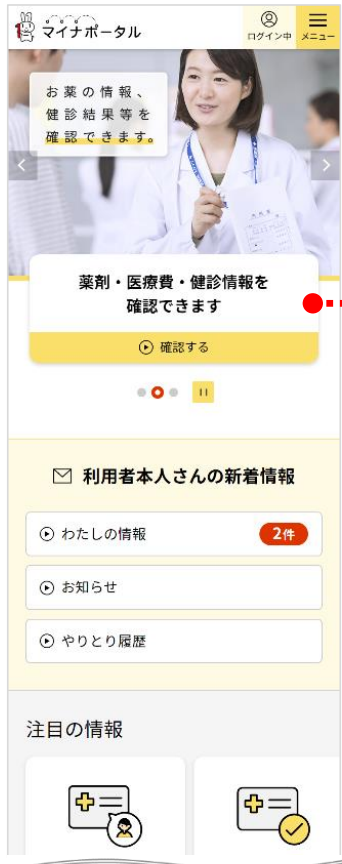 マイナポータル
ログイン中
メニュー
お薬の情報、
健診結果等を
確認できます。
薬剤・医療費・健診情報を
確認できます
確認する
利用者本人さんの新着情報
わたしの情報
2件
お知らせ
やりとり履歴
注目の情報